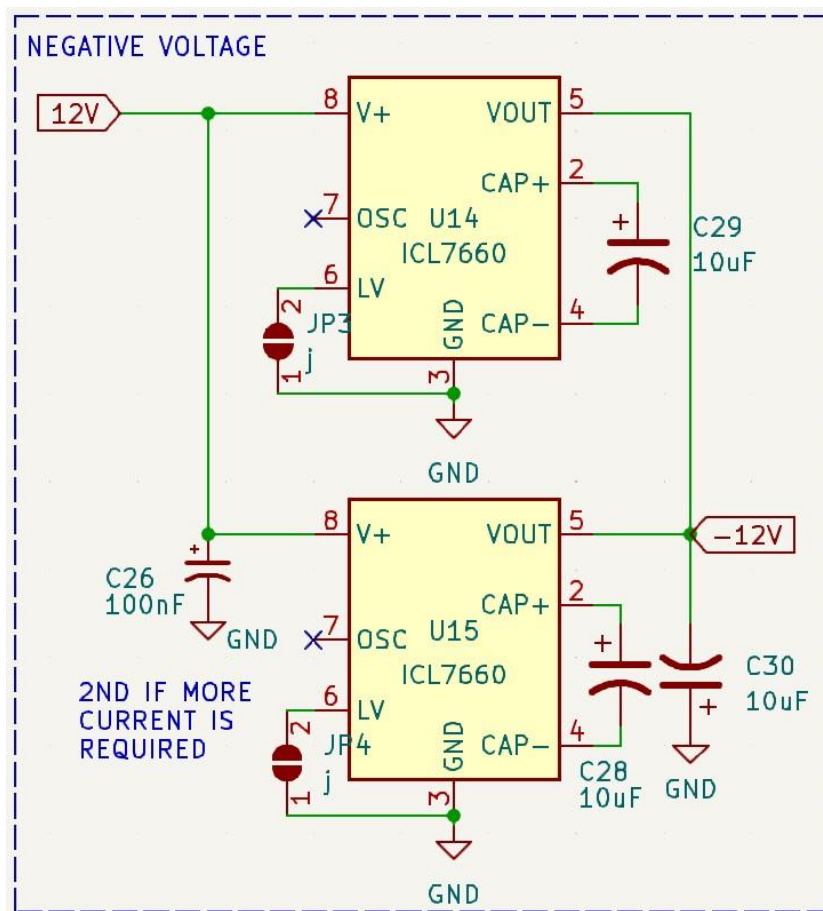 NEGATIVE VOLTAGE
12V
8
V+
VOUT
5
CAP+
2
7
OSC
U14
ICL7660
+
C29
10uF
6
LV
2
JP3
j
1
GND
3
CAP-
4
GND
8
V+
VOUT
5
-12V
+
C26
100nF
GND
CAP+
2
7
OSC
U15
ICL7660
+
C30
10uF
+
2ND IF MORE
CURRENT IS
REQUIRED
6
LV
2
JP4
j
1
GND
3
CAP-
4
C28
10uF
GND
GND